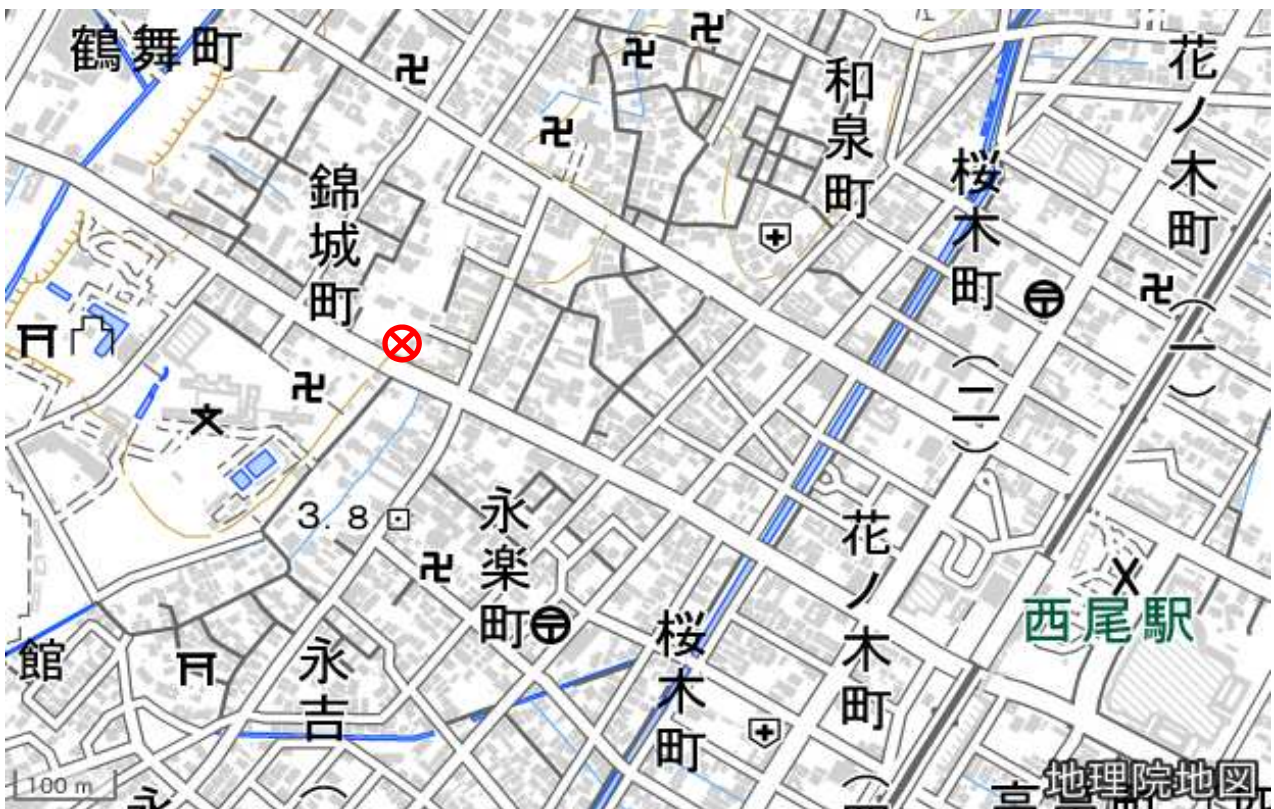 鶴舞町
錦城町
和泉町
桜木町(二)
花ノ木町(一)
3.8
永楽町
花ノ木町
西尾駅
館
永吉
桜木町
100 m
地理院地図